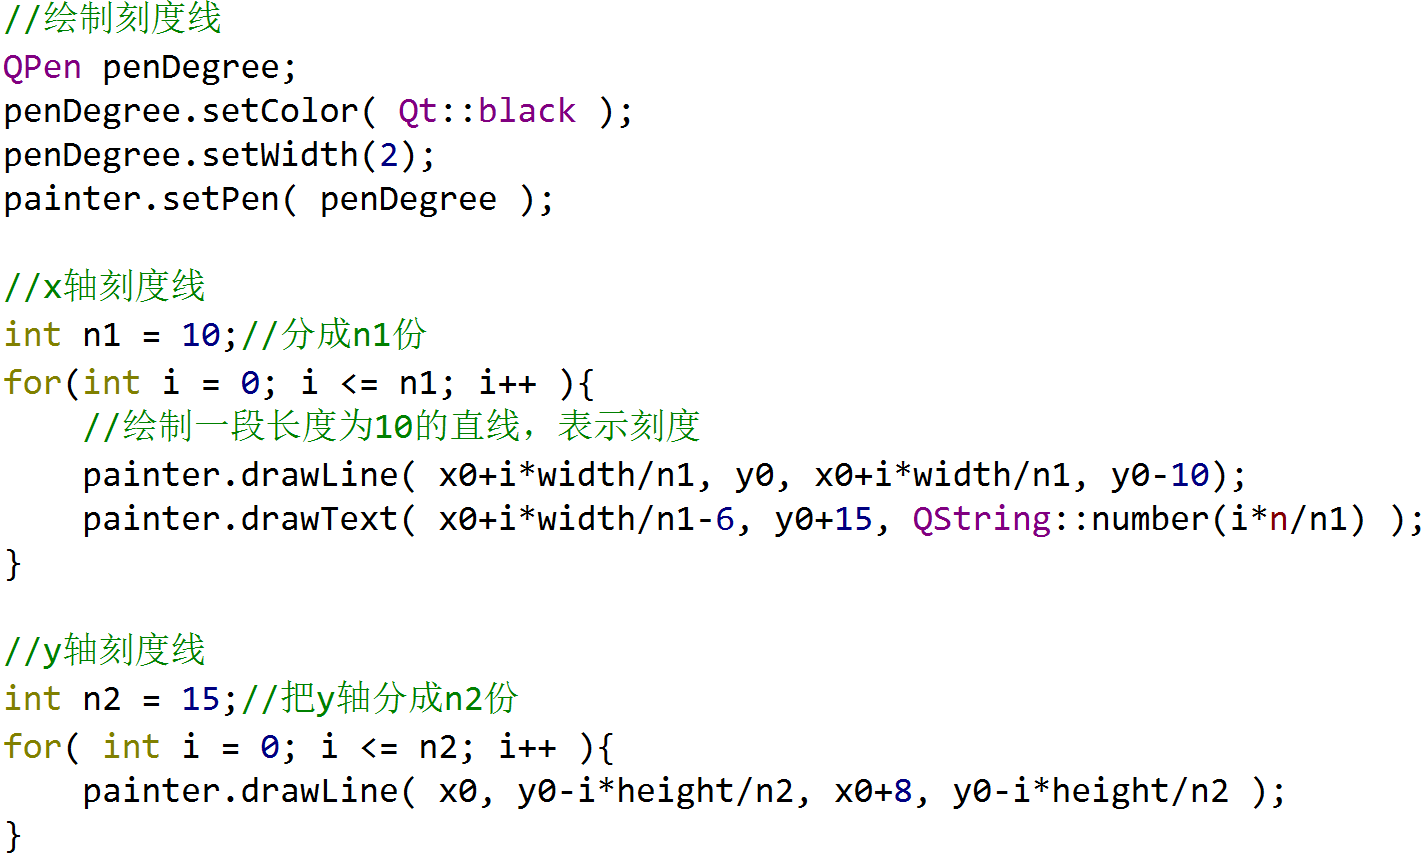 //绘制刻度线
QPen penDegree;
penDegree.setColor( Qt::black );
penDegree.setWidth(2);
painter.setPen( penDegree );
//x轴刻度线
int n1 = 10;//分成n1份
for(int i = 0; i <= n1; i++ ){
    //绘制一段长度为10的直线，表示刻度
    painter.drawLine( x0+i*width/n1, y0, x0+i*width/n1, y0-10);
    painter.drawText( x0+i*width/n1-6, y0+15, QString::number(i*n/n1) );
}
//y轴刻度线
int n2 = 15;//把y轴分成n2份
for( int i = 0; i <= n2; i++ ){
    painter.drawLine( x0, y0-i*height/n2, x0+8, y0-i*height/n2 );
}